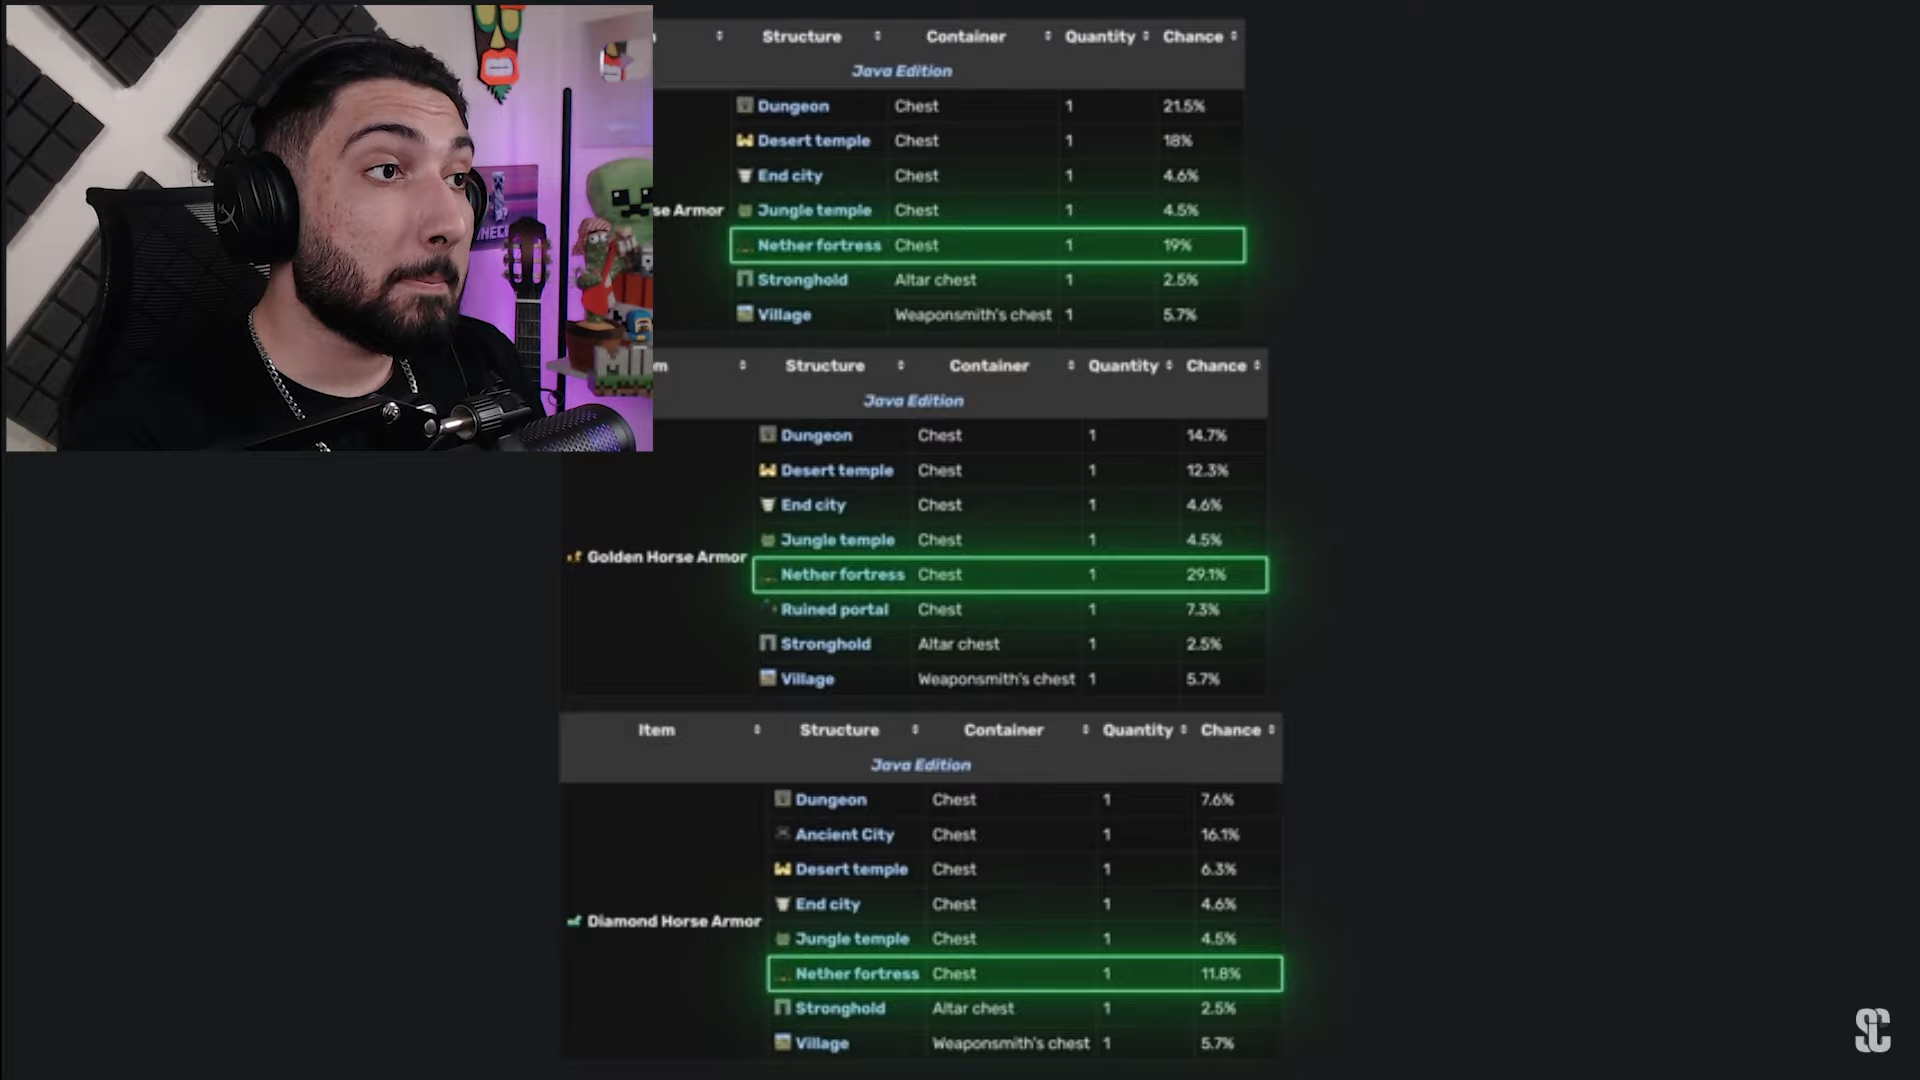 Structure Container Quantity Chance
Java Edition
Dungeon Chest 1 21.5%
Desert temple Chest 1 18%
End city Chest 1 4.6%
se Armor Jungle temple Chest 1 4.5%
Nether fortress Chest 1 19%
Stronghold Altar chest 1 2.5%
Village Weaponsmith's chest 1 5.7%
m Structure Container Quantity Chance
Java Edition
Dungeon Chest 1 14.7%
Desert temple Chest 1 12.3%
End city Chest 1 4.6%
Jungle temple Chest 1 4.5%
Golden Horse Armor
Nether fortress Chest 1 29.1%
Ruined portal Chest 1 7.3%
Stronghold Altar chest 1 2.5%
Village Weaponsmith's chest 1 5.7%
Item Structure Container Quantity Chance
Java Edition
Dungeon Chest 1 7.6%
Ancient City Chest 1 16.1%
Desert temple Chest 1 6.3%
End city Chest 1 4.6%
Diamond Horse Armor
Jungle temple Chest 1 4.5%
Nether fortress Chest 1 11.8%
Stronghold Altar chest 1 2.5%
Village Weaponsmith's chest 1 5.7%